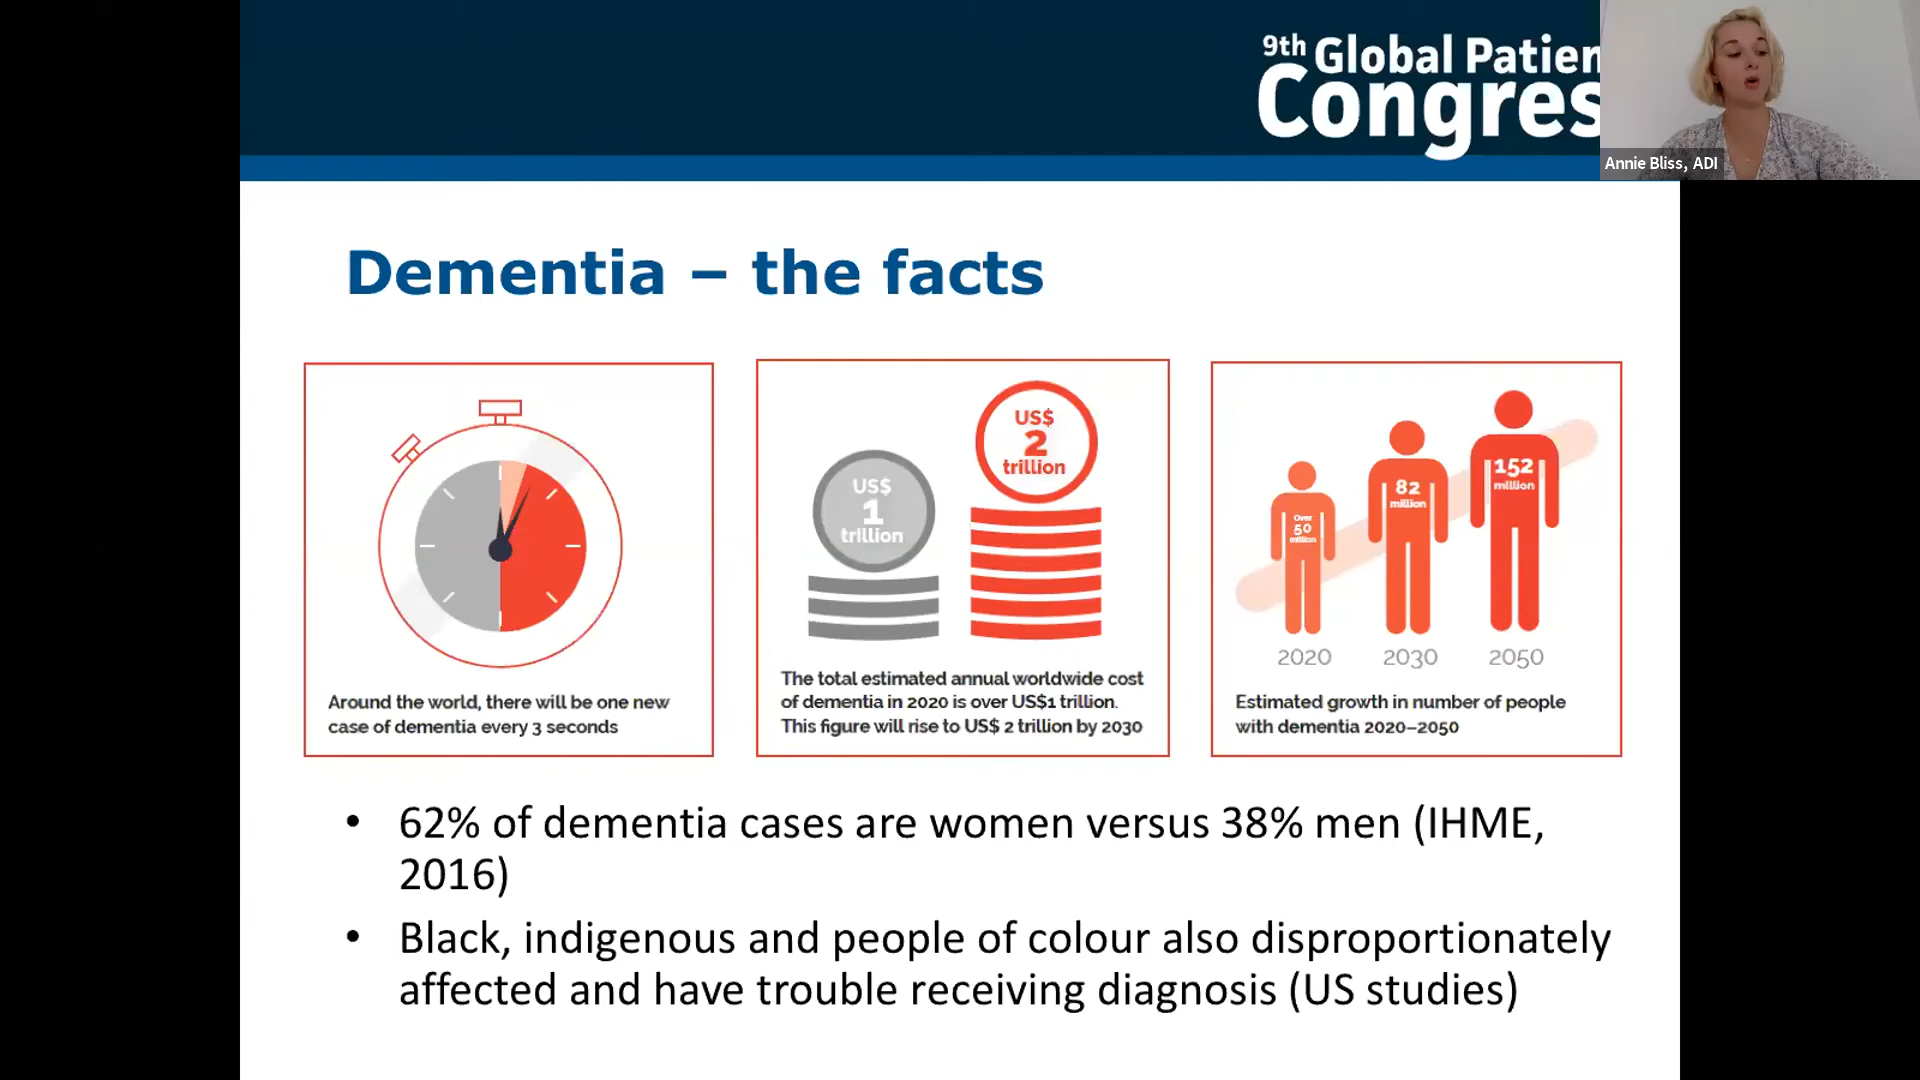 9th Global Patien
Congres
Annie Bliss, ADI
Dementia – the facts
Around the world, there will be one new
case of dementia every 3 seconds
US$
1
trillion
US$
2
trillion
The total estimated annual worldwide cost
of dementia in 2020 is over US$1 trillion.
This figure will rise to US$ 2 trillion by 2030
Over
50
million
82
million
152
million
2020
2030
2050
Estimated growth in number of people
with dementia 2020–2050
• 62% of dementia cases are women versus 38% men (IHME,
2016)
• Black, indigenous and people of colour also disproportionately
affected and have trouble receiving diagnosis (US studies)